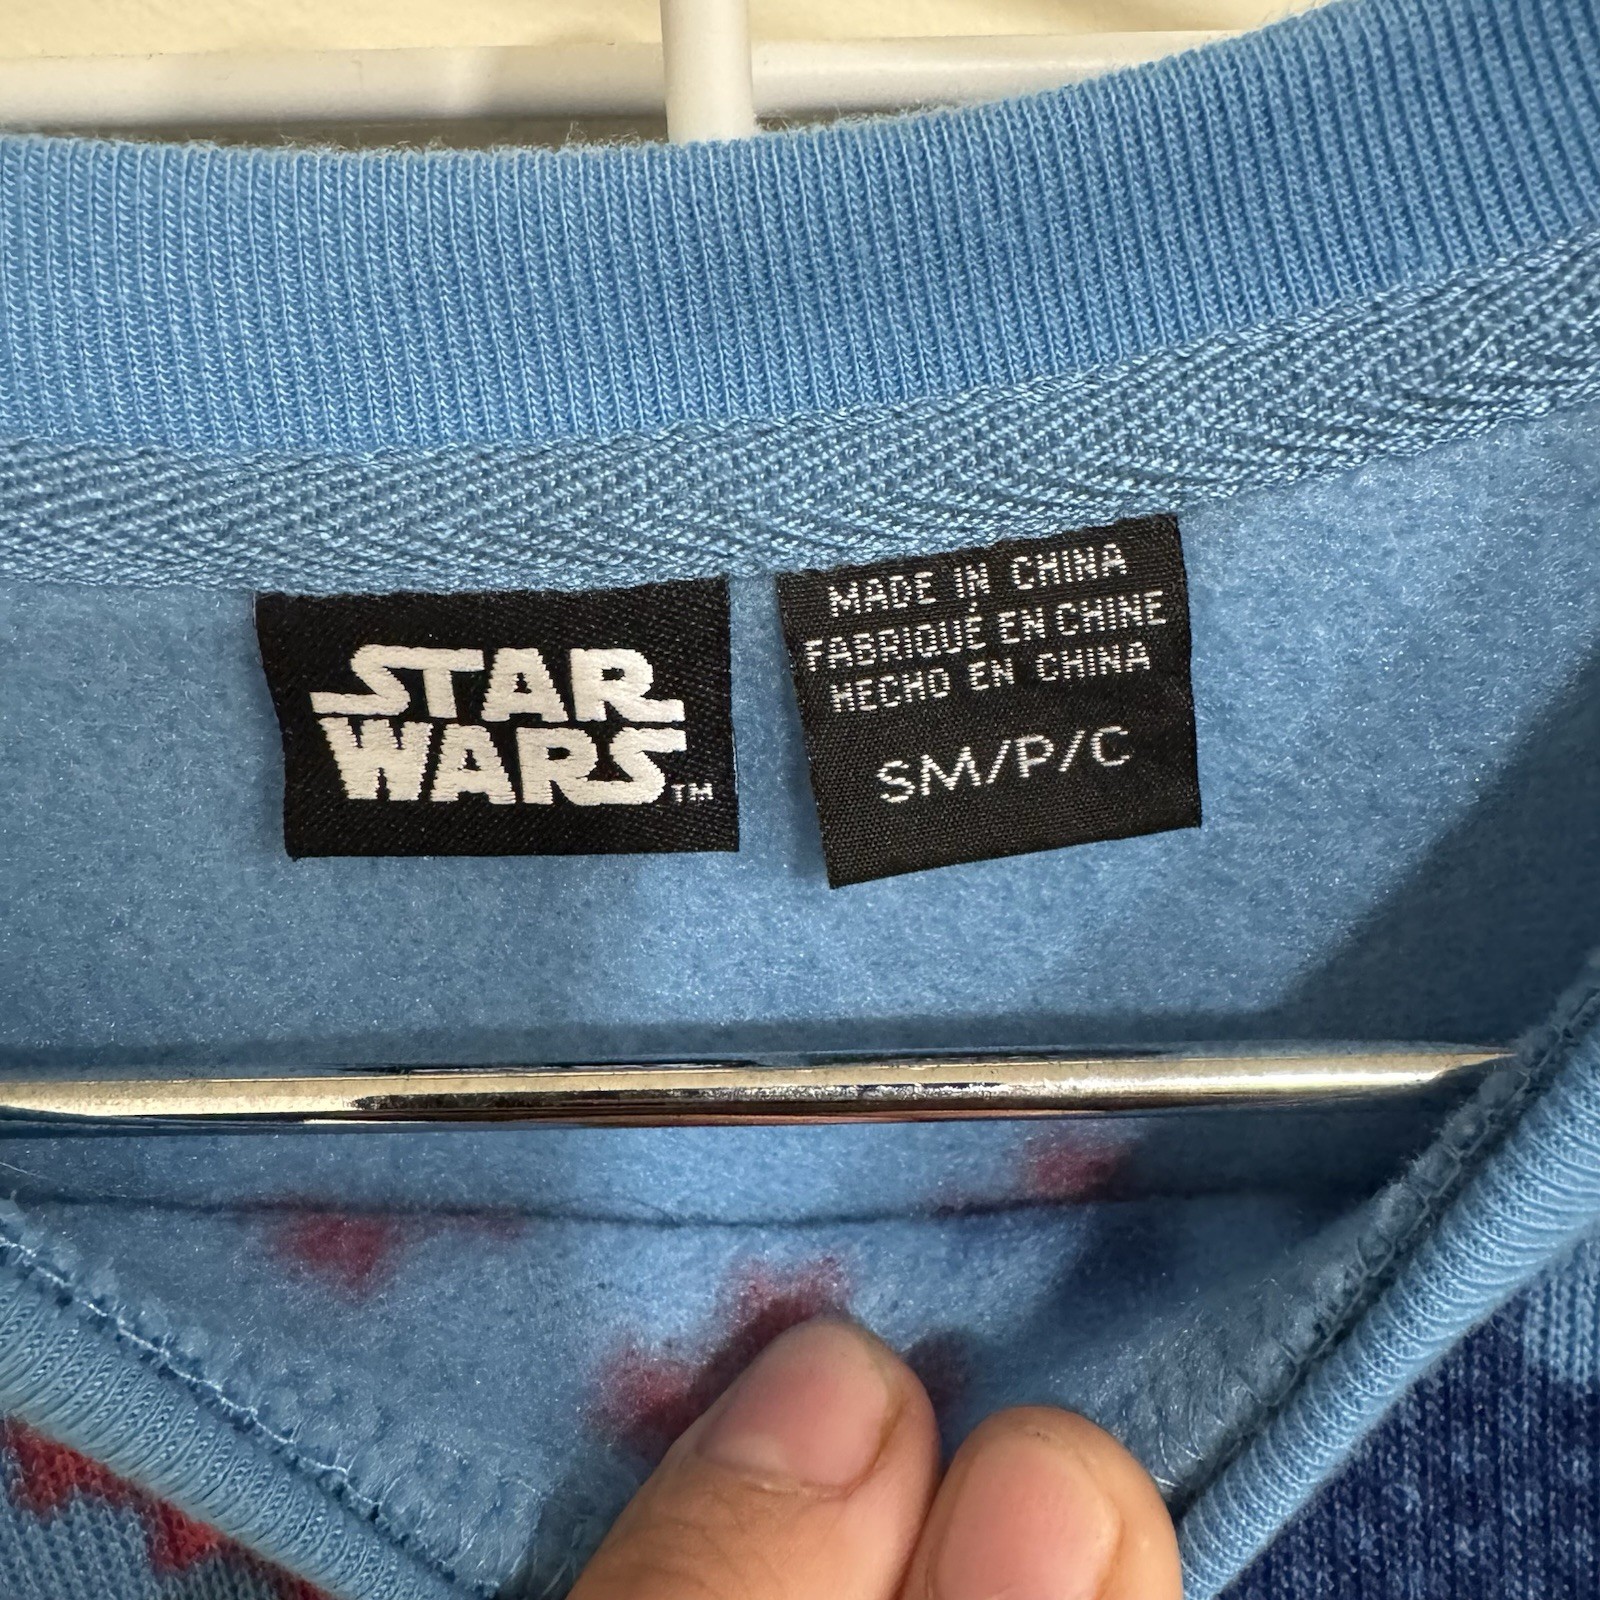 STAR
WARS TM
MADE IN CHINA
FABRIQUÉ EN CHINE
HECHO EN CHINA
SM/P/C